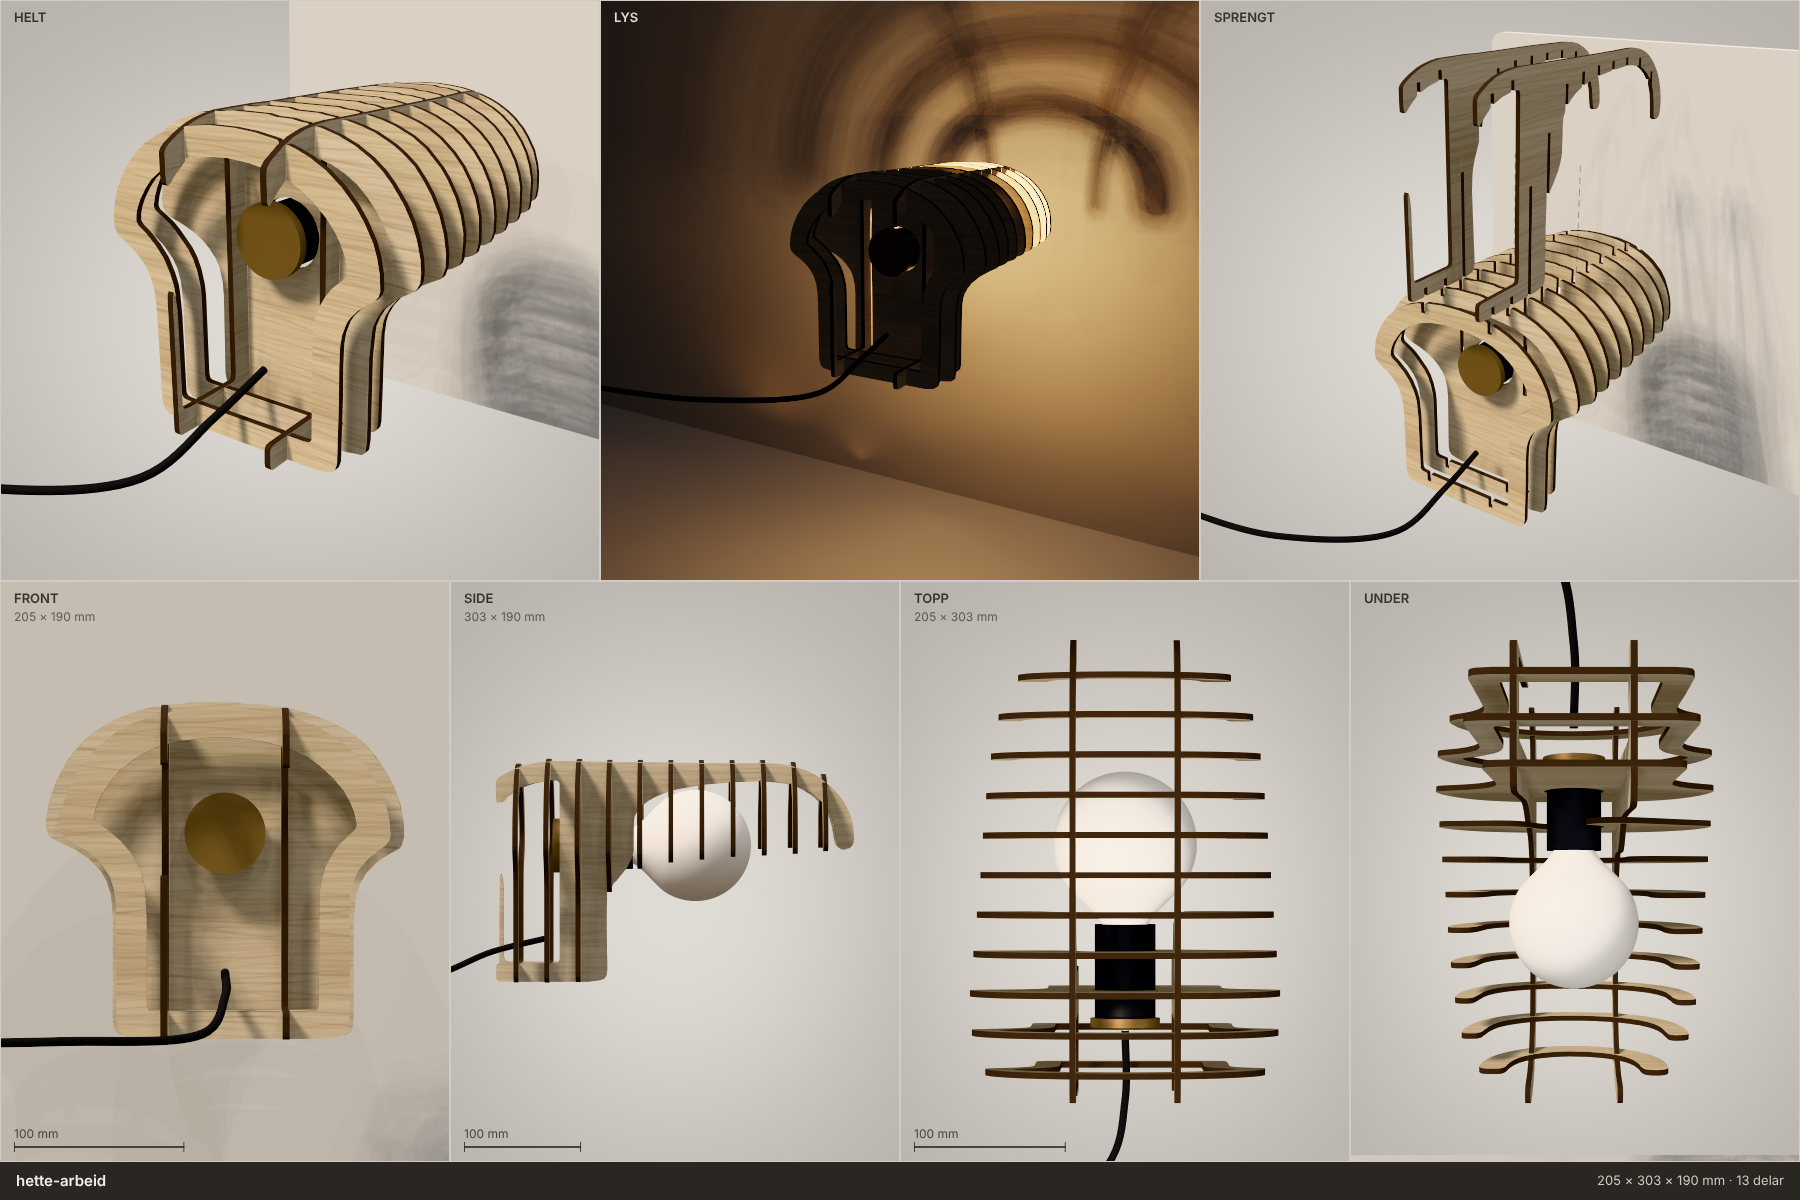 HELT
LYS
SPRENGT
FRONT
205 × 190 mm
SIDE
303 × 190 mm
TOPP
205 × 303 mm
UNDER
100 mm
100 mm
100 mm
hette-arbeid
205 × 303 × 190 mm · 13 delar